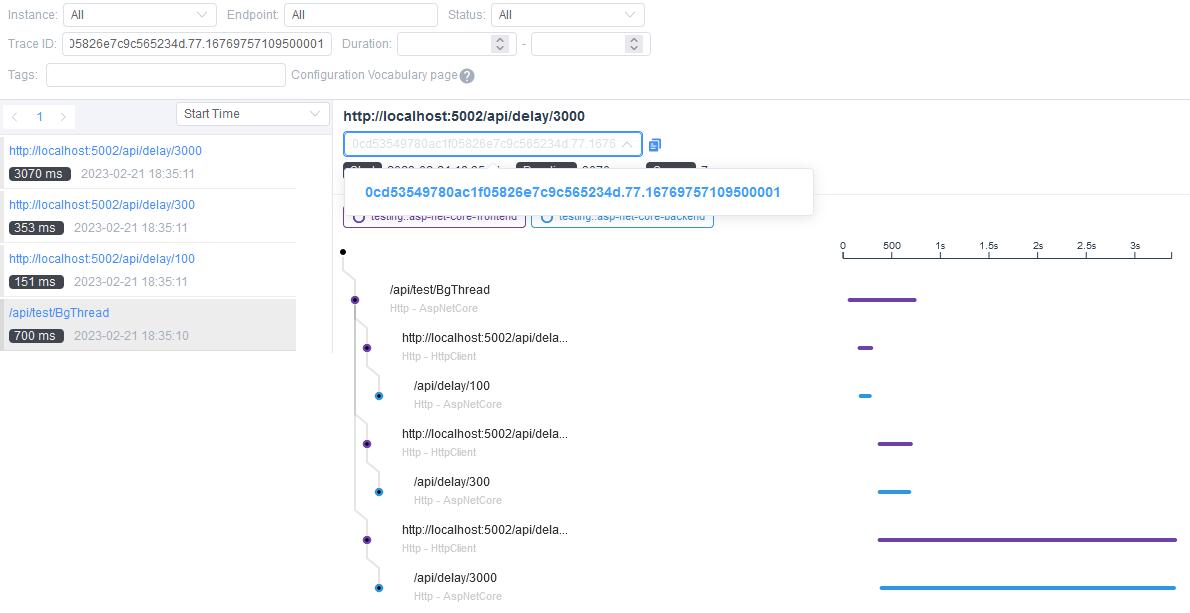 Instance: All Endpoint: All Status: All
Trace ID: 05826e7c9c565234d.77.16769757109500001 Duration: -
Tags: Configuration Vocabulary page ?
< 1 > Start Time
http://localhost:5002/api/delay/3000
3070 ms 2023-02-21 18:35:11
http://localhost:5002/api/delay/300
353 ms 2023-02-21 18:35:11
http://localhost:5002/api/delay/100
151 ms 2023-02-21 18:35:11
/api/test/BgThread
700 ms 2023-02-21 18:35:10
http://localhost:5002/api/delay/3000
0cd53549780ac1f05826e7c9c565234d.77.1676
0cd53549780ac1f05826e7c9c565234d.77.16769757109500001
testing::asp-net-core-frontend testing::asp-net-core-backend
0 500 1s 1.5s 2s 2.5s 3s
/api/test/BgThread
Http - AspNetCore
http://localhost:5002/api/dela...
Http - HttpClient
/api/delay/100
Http - AspNetCore
http://localhost:5002/api/dela...
Http - HttpClient
/api/delay/300
Http - AspNetCore
http://localhost:5002/api/dela...
Http - HttpClient
/api/delay/3000
Http - AspNetCore